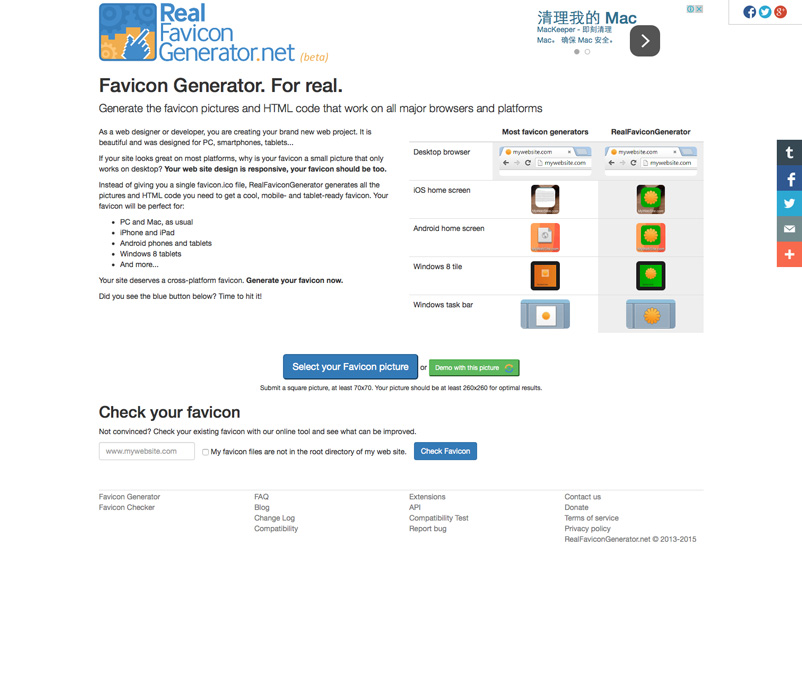 Real
Favicon
Generator.net (beta)
清理我的 Mac
MacKeeper - 即刻清理
Mac。 确保 Mac 安全。
Favicon Generator. For real.
Generate the favicon pictures and HTML code that work on all major browsers and platforms
As a web designer or developer, you are creating your brand new web project. It is
beautiful and was designed for PC, smartphones, tablets...
If your site looks great on most platforms, why is your favicon a small picture that only
works on desktop? Your web site design is responsive, your favicon should be too.
Instead of giving you a single favicon.ico file, RealFaviconGenerator generates all the
pictures and HTML code you need to get a cool, mobile- and tablet-ready favicon. Your
favicon will be perfect for:
PC and Mac, as usual
iPhone and iPad
Android phones and tablets
Windows 8 tablets
And more...
Your site deserves a cross-platform favicon. Generate your favicon now.
Did you see the blue button below? Time to hit it!
Most favicon generators RealFaviconGenerator
Desktop browser
mywebsite.com mywebsite.com
mywebsite.com mywebsite.com
iOS home screen
Android home screen
Windows 8 tile
Windows task bar
Select your Favicon picture or Demo with this picture
Submit a square picture, at least 70x70. Your picture should be at least 260x260 for optimal results.
Check your favicon
Not convinced? Check your existing favicon with our online tool and see what can be improved.
www.mywebsite.com My favicon files are not in the root directory of my web site. Check Favicon
Favicon Generator FAQ Extensions Contact us
Favicon Checker Blog API Donate
Change Log Compatibility Test Terms of service
Compatibility Report bug Privacy policy
RealFaviconGenerator.net © 2013-2015